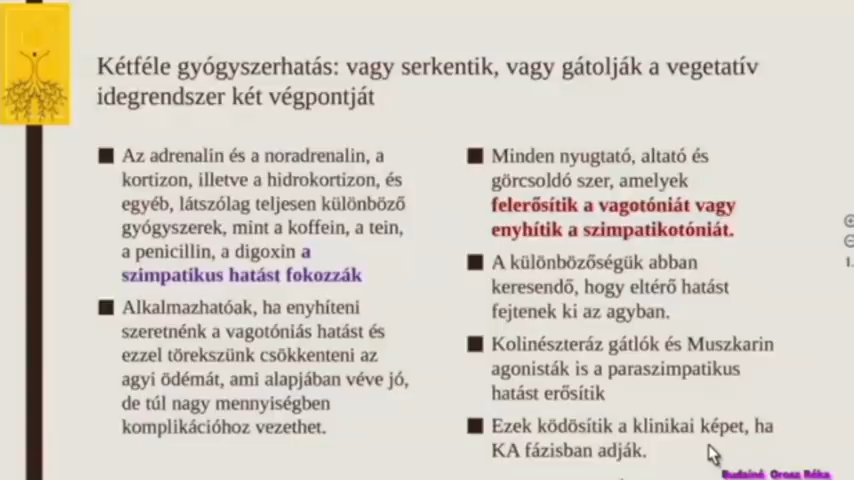 Kétféle gyógyszerhatás: vagy serkentik, vagy gátolják a vegetatív
idegrendszer két végpontját
Az adrenalin és a noradrenalin, a
kortizon, illetve a hidrokortizon, és
egyéb, látszólag teljesen különböző
gyógyszerek, mint a koffein, a tein,
a penicillin, a digoxin a
szimpatikus hatást fokozzák
Alkalmazhatóak, ha enyhíteni
szeretnénk a vagotóniás hatást és
ezzel törekszünk csökkenteni az
agyi ödémát, ami alapjában véve jó,
de túl nagy mennyiségben
komplikációhoz vezethet.
Minden nyugtató, altató és
görcsoldó szer, amelyek
felerősítik a vagotóniát vagy
enyhítik a szimpatikotóniát.
A különbözőségük abban
keresendő, hogy eltérő hatást
fejtenek ki az agyban.
Kolinészteráz gátlók és Muszkarin
agonisták is a paraszimpatikus
hatást erősítik
Ezek ködösítik a klinikai képet, ha
KA fázisban adják.
1.
Budainé Orosz Réka